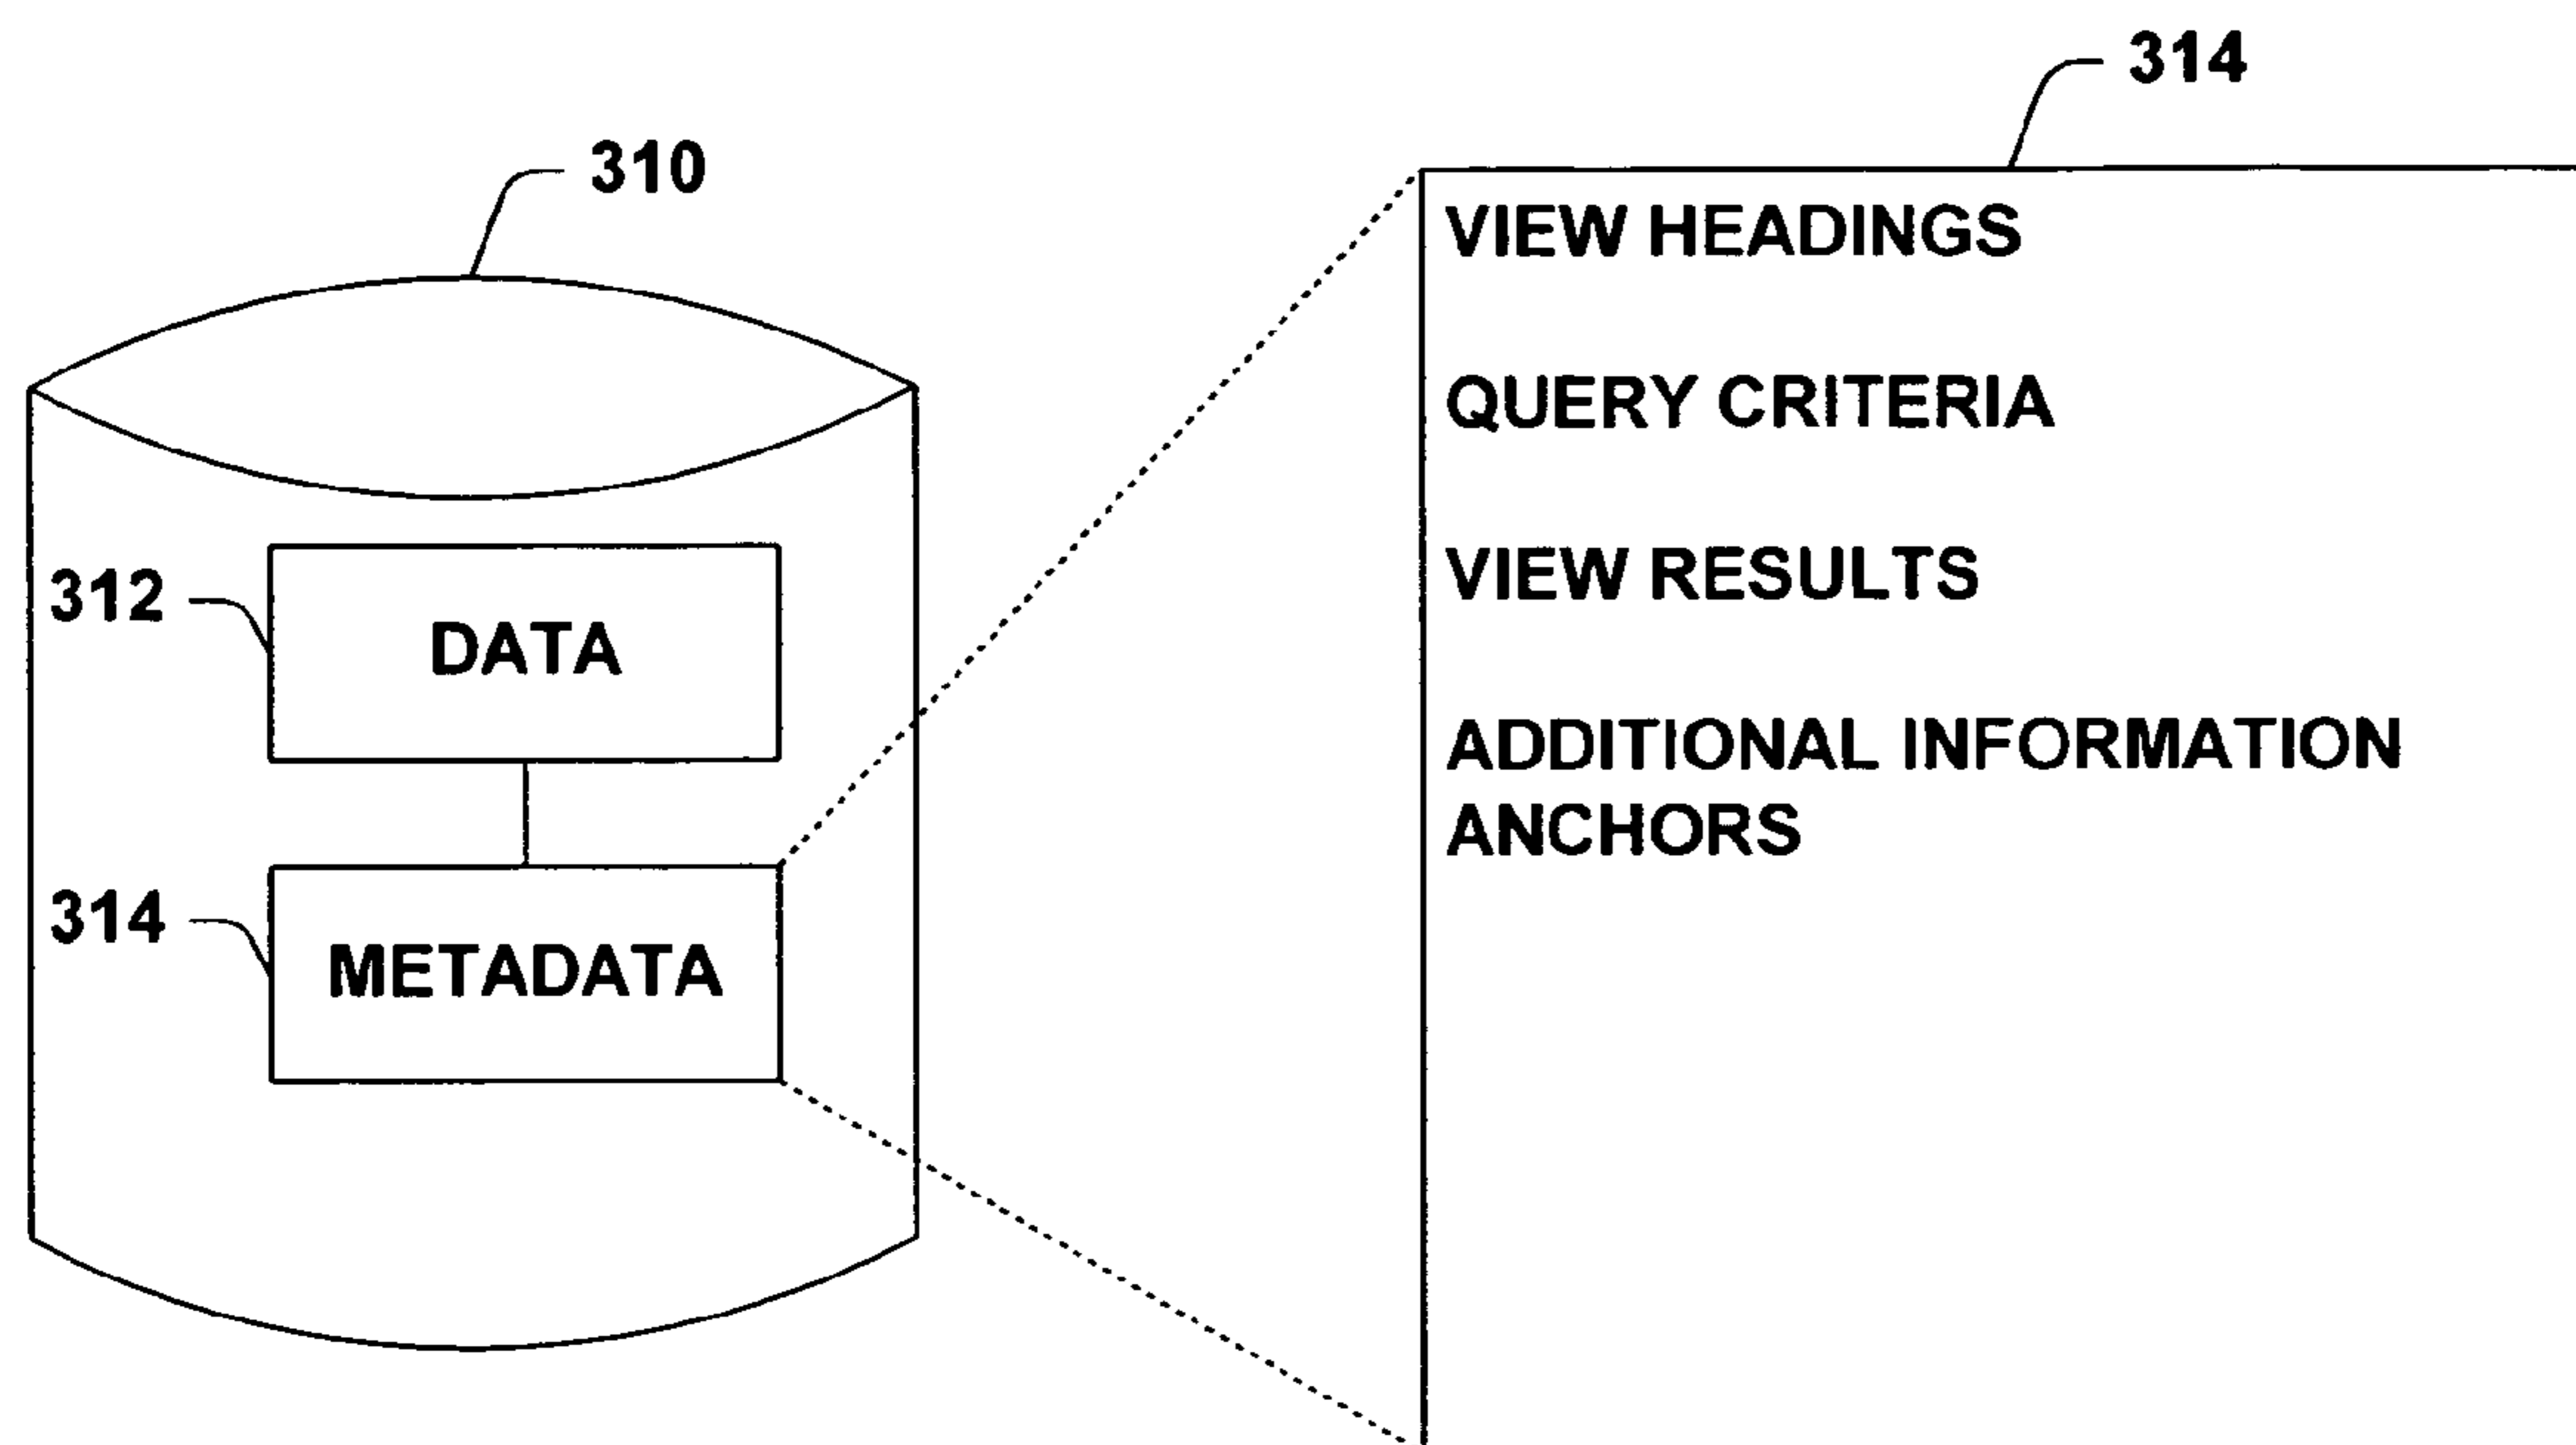 314
310
VIEW HEADINGS
QUERY CRITERIA
VIEW RESULTS
312
DATA
ADDITIONAL INFORMATION
ANCHORS
314
METADATA